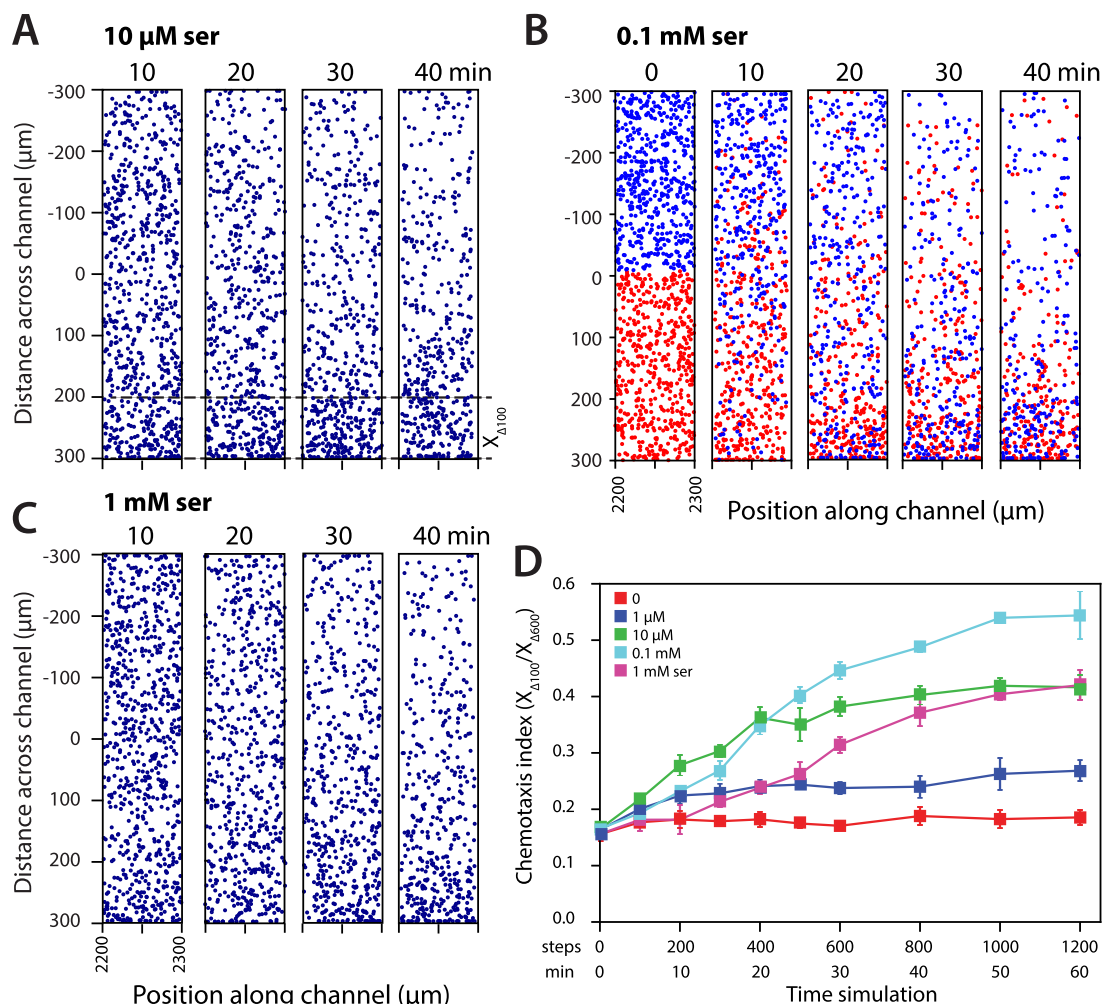 A
10 µM ser
10 20 30 40 min
-300
-200
-100
0
100
200
300
Distance across channel (µm)
XΔ100
B
0.1 mM ser
0 10 20 30 40 min
-300
-200
-100
0
100
200
300
Distance across channel (µm)
2200 2300
Position along channel (µm)
C
1 mM ser
10 20 30 40 min
-300
-200
-100
0
100
200
300
Distance across channel (µm)
2200 2300
Position along channel (µm)
D
0.6
0.5
0.4
0.3
0.2
0.1
0.0
Chemotaxis index (XΔ100/XΔ600)
0
1 µM
10 µM
0.1 mM
1 mM ser
steps 0 200 400 600 800 1000 1200
min 0 10 20 30 40 50 60
Time simulation